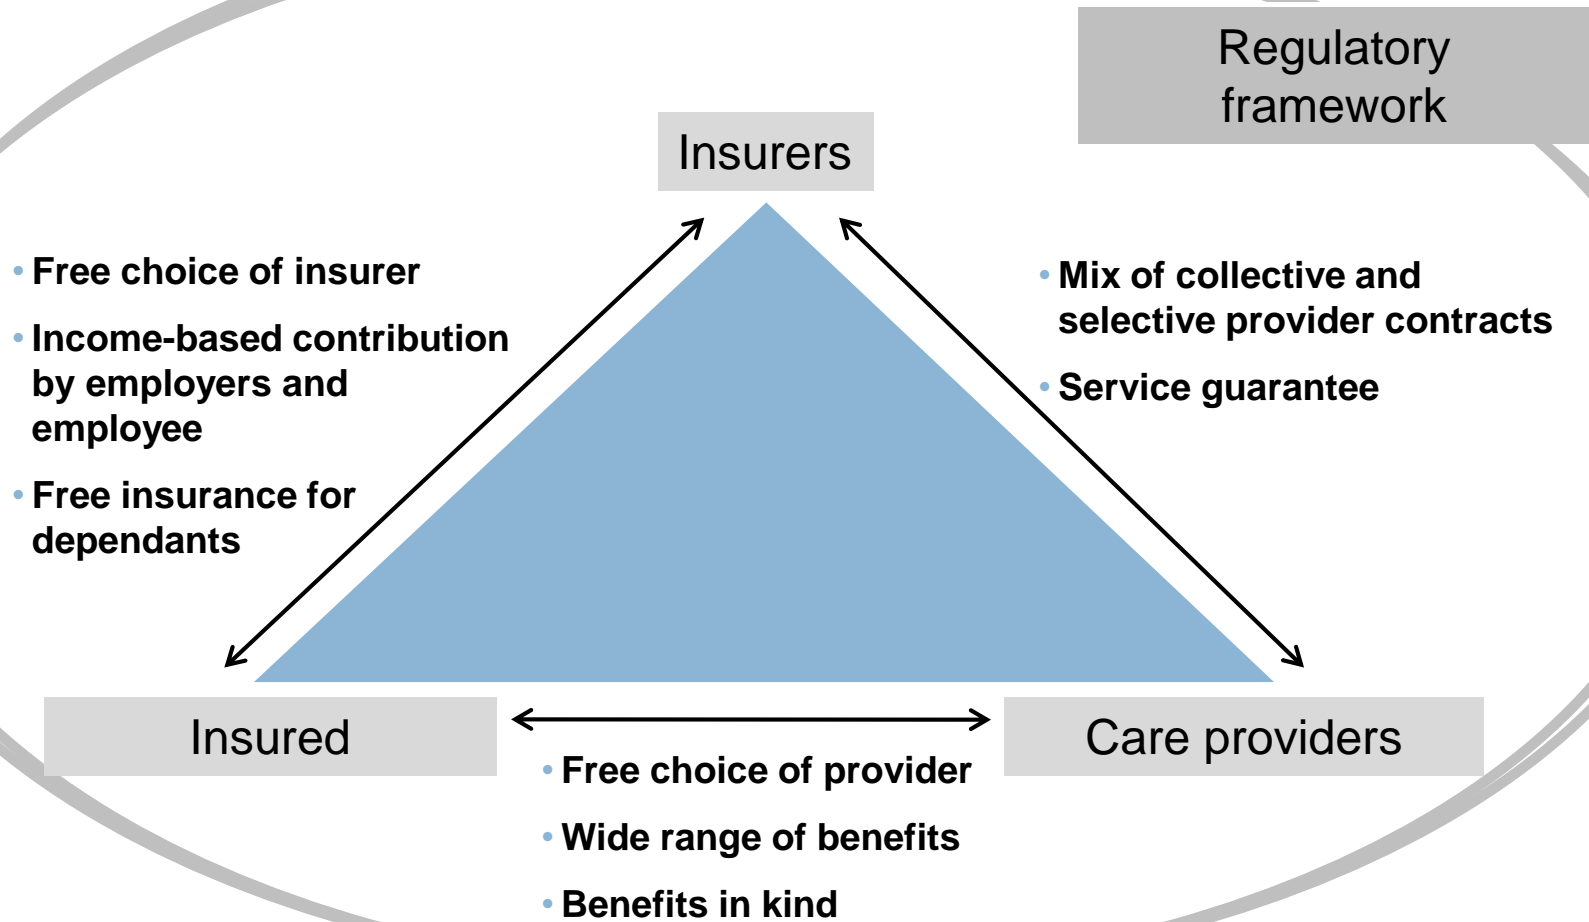 Regulatory
framework
Insurers
• Free choice of insurer
• Income-based contribution
by employers and
employee
• Free insurance for
dependants
• Mix of collective and
selective provider contracts
• Service guarantee
Insured
Care providers
• Free choice of provider
• Wide range of benefits
• Benefits in kind